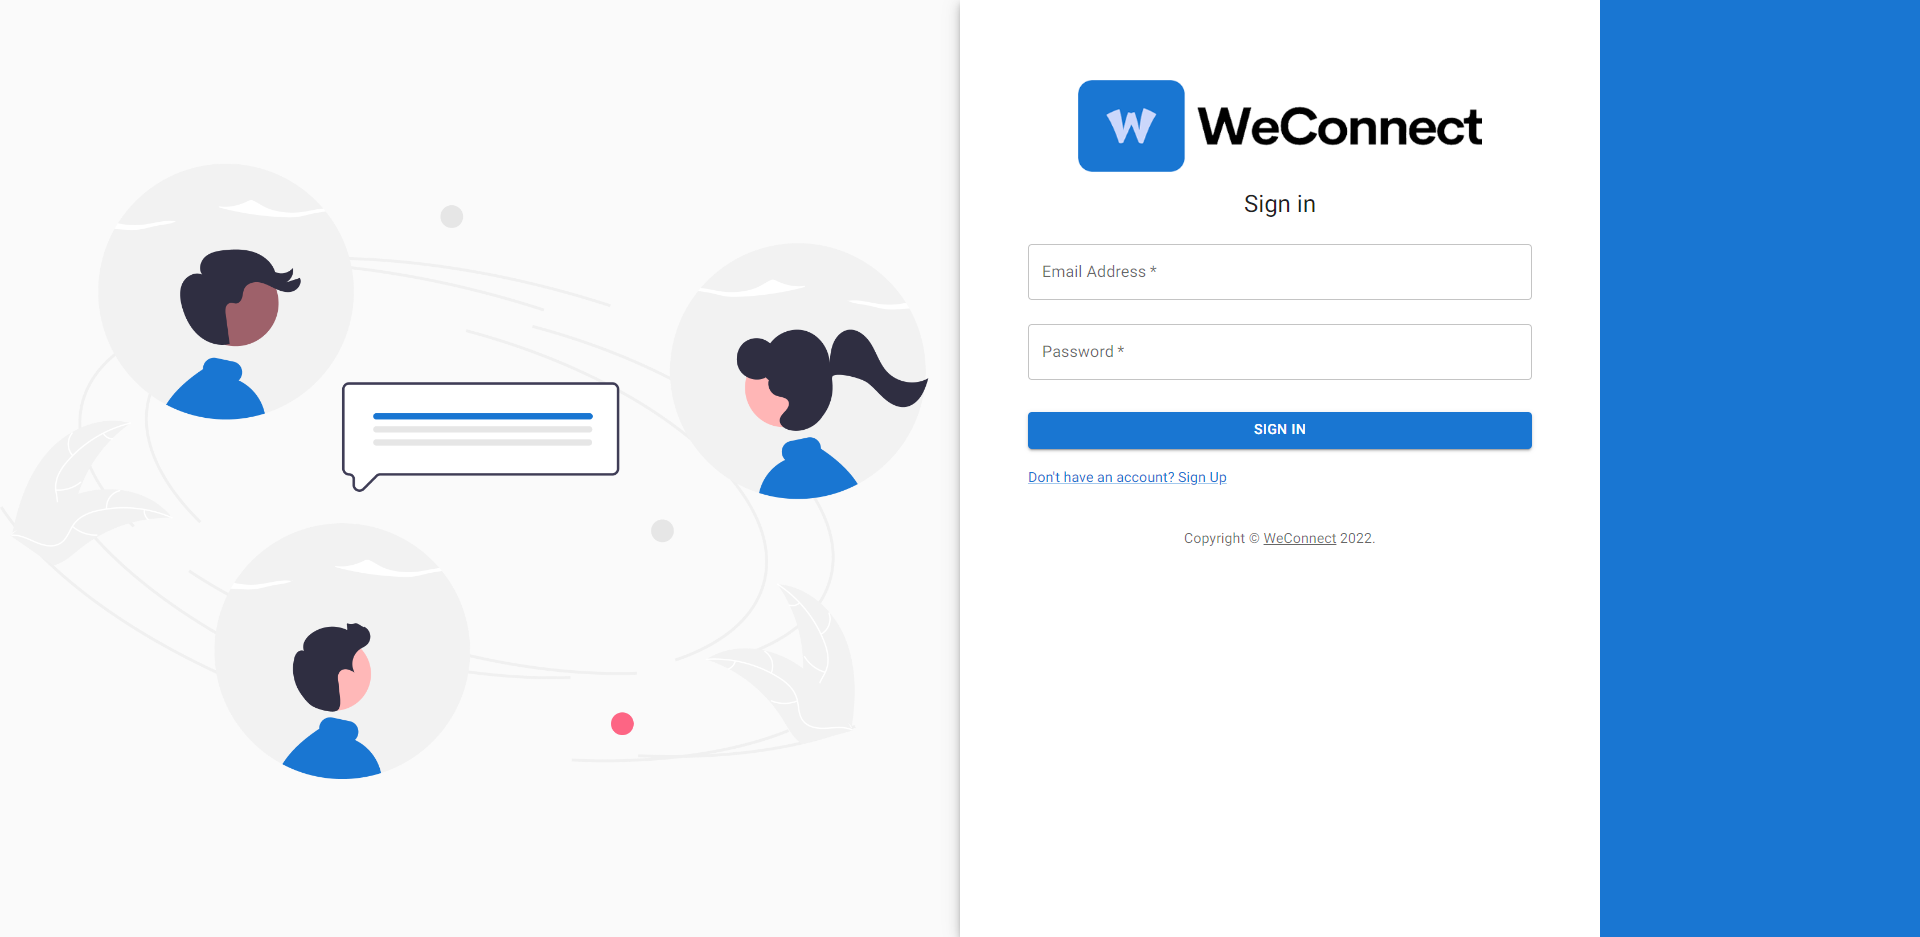 W WeConnect
Sign in
Email Address *
Password *
SIGN IN
Don't have an account? Sign Up
Copyright © WeConnect 2022.